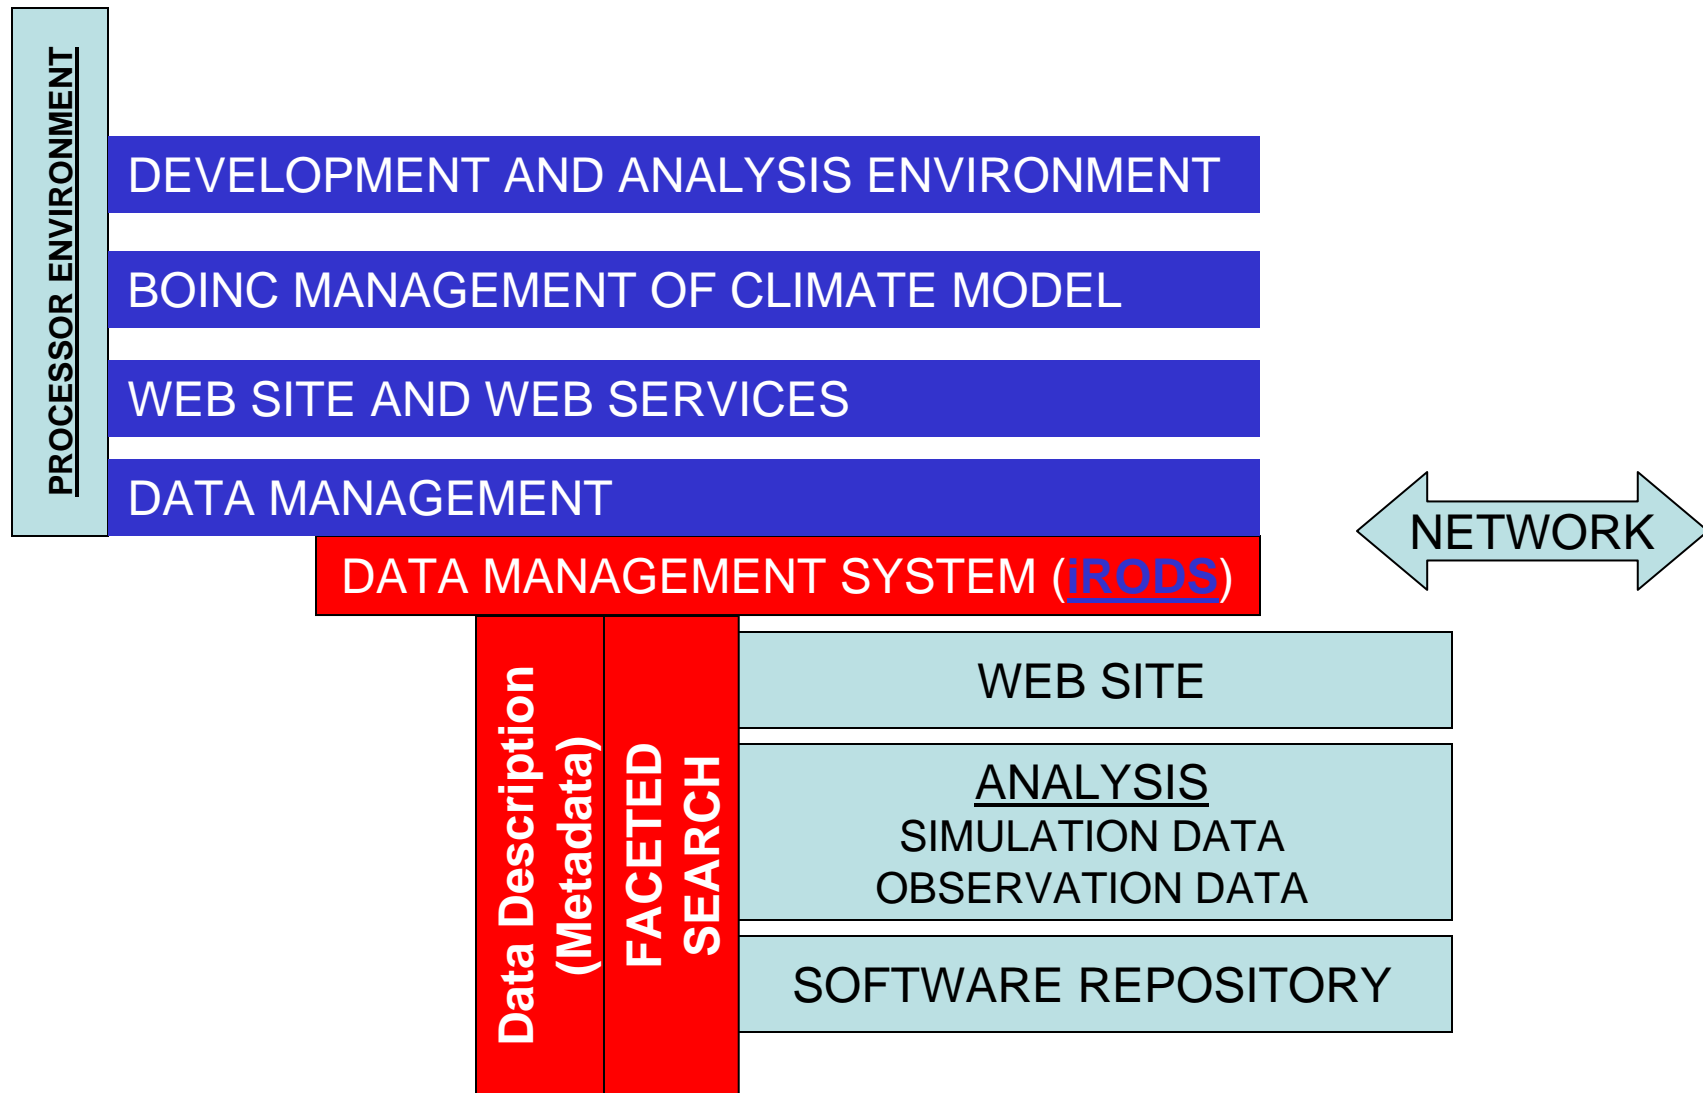 PROCESSOR ENVIRONMENT
DEVELOPMENT AND ANALYSIS ENVIRONMENT
BOINC MANAGEMENT OF CLIMATE MODEL
WEB SITE AND WEB SERVICES
DATA MANAGEMENT
NETWORK
DATA MANAGEMENT SYSTEM (iRODS)
Data Description
(Metadata)
FACETED
SEARCH
WEB SITE
ANALYSIS
SIMULATION DATA
OBSERVATION DATA
SOFTWARE REPOSITORY